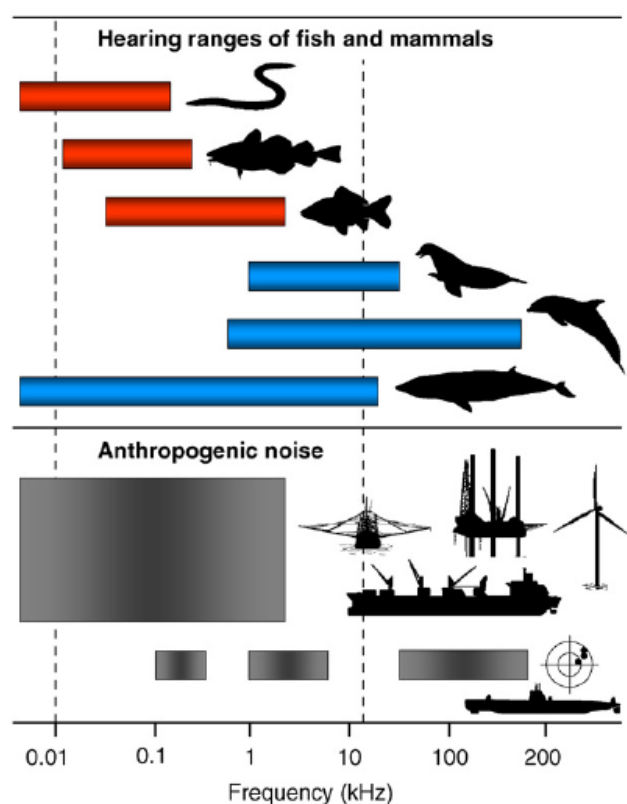 Hearing ranges of fish and mammals
Anthropogenic noise
0.01 0.1 1 10 100 200
Frequency (kHz)